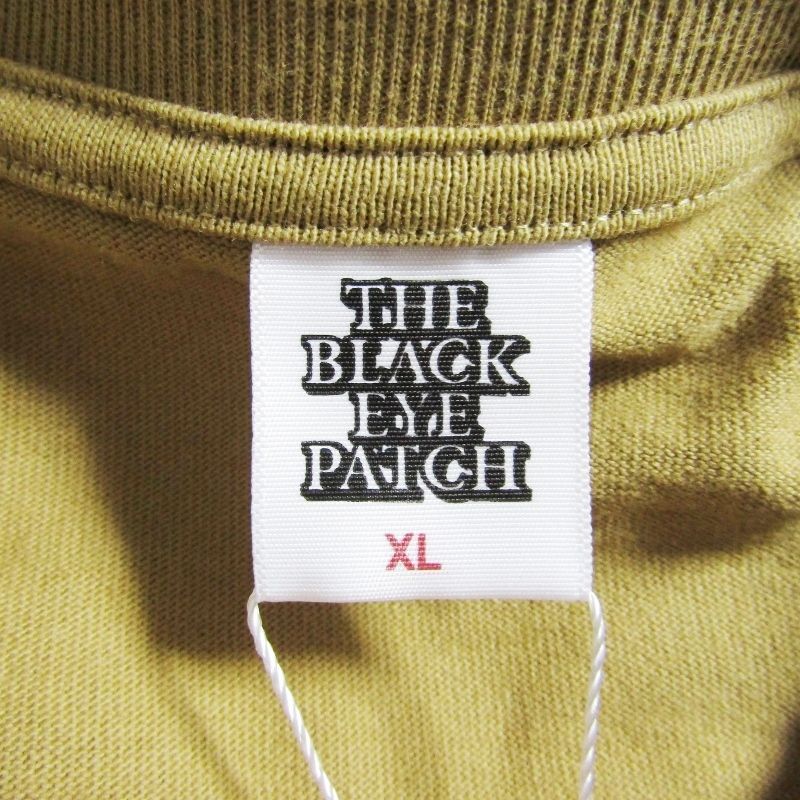 THE
BLACK
EYE
PATCH
XL